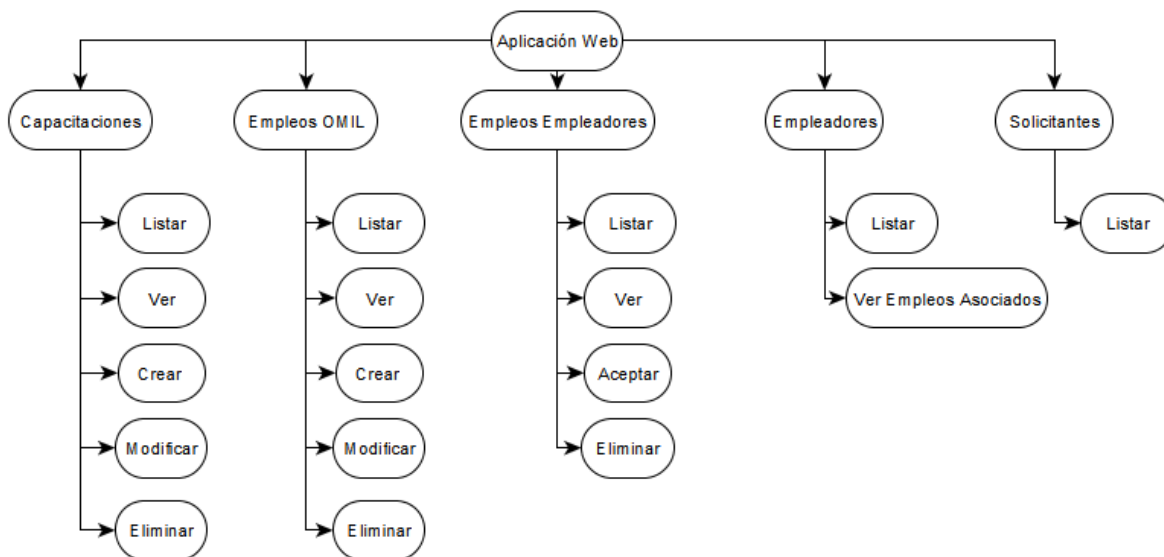 Aplicación Web
Capacitaciones
Empleos OMIL
Empleos Empleadores
Empleadores
Solicitantes
Listar
Listar
Listar
Listar
Listar
Ver
Ver
Ver
Ver Empleos Asociados
Crear
Crear
Aceptar
Modificar
Modificar
Eliminar
Eliminar
Eliminar